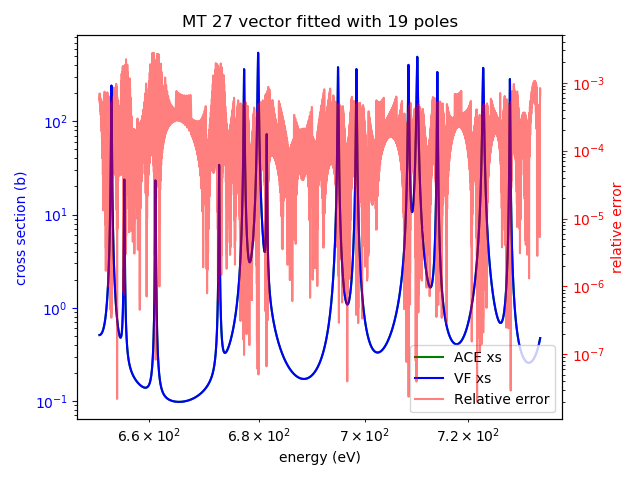 MT 27 vector fitted with 19 poles
cross section (b)
10²
10¹
10⁰
10⁻¹
10⁻³
10⁻⁴
10⁻⁵
10⁻⁶
10⁻⁷
relative error
ACE xs
VF xs
Relative error
6.6 × 10² 6.8 × 10² 7 × 10² 7.2 × 10²
energy (eV)